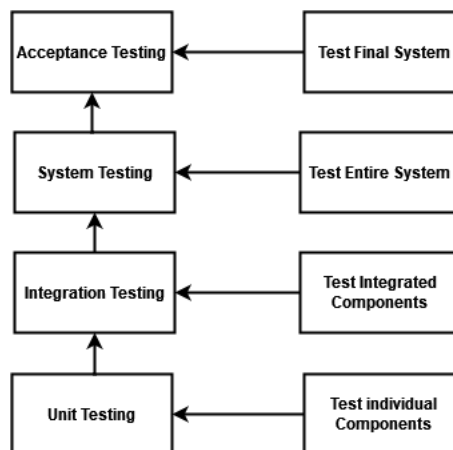 Acceptance Testing
Test Final System
System Testing
Test Entire System
Integration Testing
Test Integrated
Components
Unit Testing
Test individual
Components